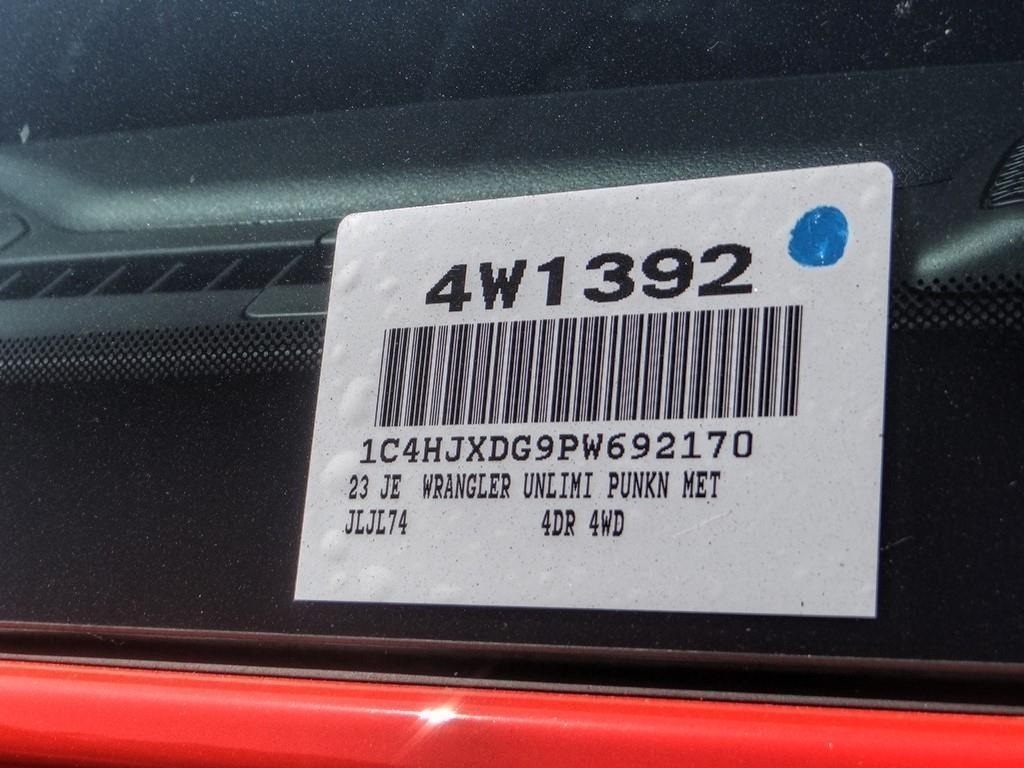 4W1392
1C4HJXDG9PW692170
23 JE WRANGLER UNLIMI PUNKN MET
JLJL74 4DR 4WD